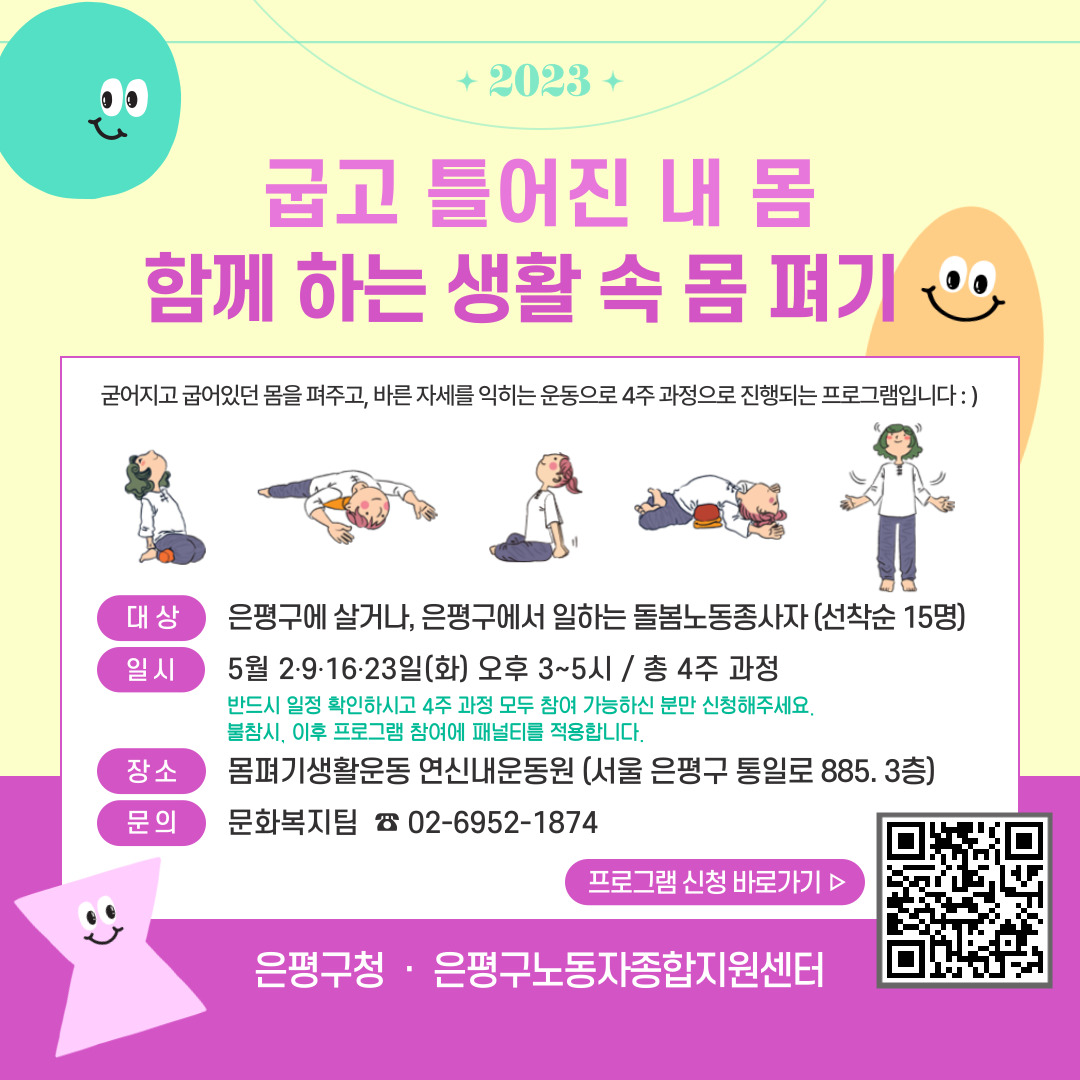 2023
굽고 틀어진 내 몸
함께 하는 생활 속 몸 펴기
굳어지고 굽어있던 몸을 펴주고, 바른 자세를 익히는 운동으로 4주 과정으로 진행되는 프로그램입니다 : )
대상 은평구에 살거나, 은평구에서 일하는 돌봄노동종사자 (선착순 15명)
일시 5월 2·9·16·23일(화) 오후 3~5시 / 총 4주 과정
반드시 일정 확인하시고 4주 과정 모두 참여 가능하신 분만 신청해주세요.
불참시, 이후 프로그램 참여에 패널티를 적용합니다.
장소 몸펴기생활운동 연신내운동원 (서울 은평구 통일로 885. 3층)
문의 문화복지팀 ☎ 02-6952-1874
프로그램 신청 바로가기 ▷
은평구청 · 은평구노동자종합지원센터